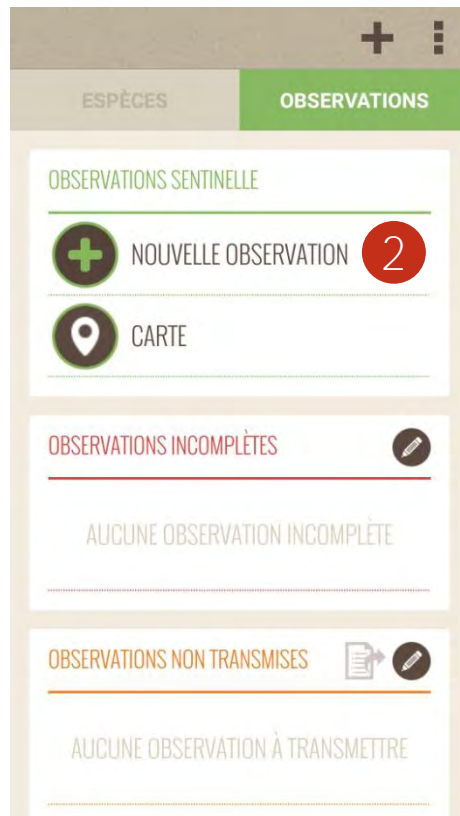 ESPÈCES OBSERVATIONS
OBSERVATIONS SENTINELLE
NOUVELLE OBSERVATION 2
CARTE
OBSERVATIONS INCOMPLÈTES
AUCUNE OBSERVATION INCOMPLÈTE
OBSERVATIONS NON TRANSMISES
AUCUNE OBSERVATION À TRANSMETTRE